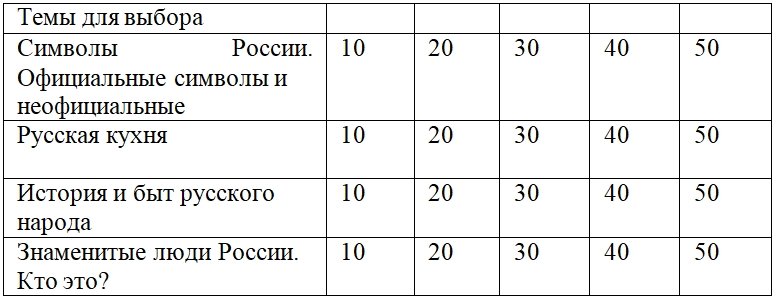 Темы для выбора
Символы России. 10 20 30 40 50
Официальные символы и
неофициальные
Русская кухня 10 20 30 40 50
История и быт русского 10 20 30 40 50
народа
Знаменитые люди России. 10 20 30 40 50
Кто это?